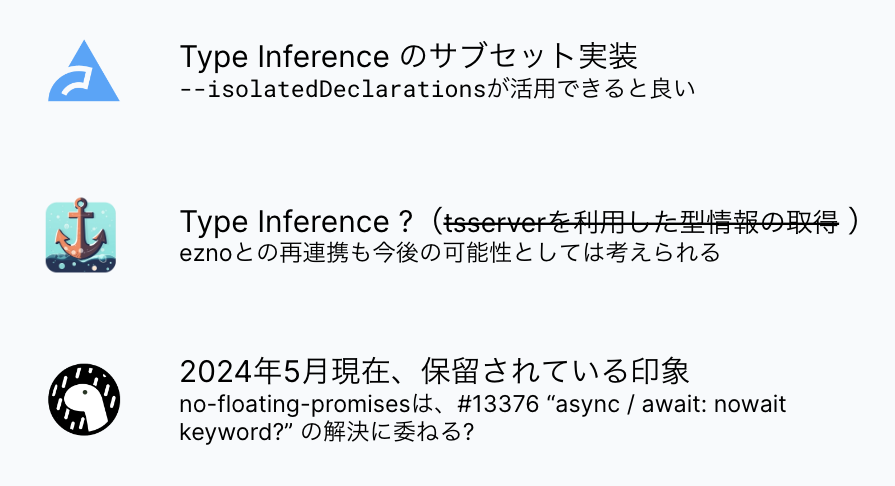 Type Inference のサブセット実装
--isolatedDeclarationsが活用できると良い
Type Inference ?（tsserverを利用した型情報の取得 ）
eznoとの再連携も今後の可能性としては考えられる
2024年5月現在、保留されている印象
no-floating-promisesは、#13376 “async / await: nowait
keyword?” の解決に委ねる?